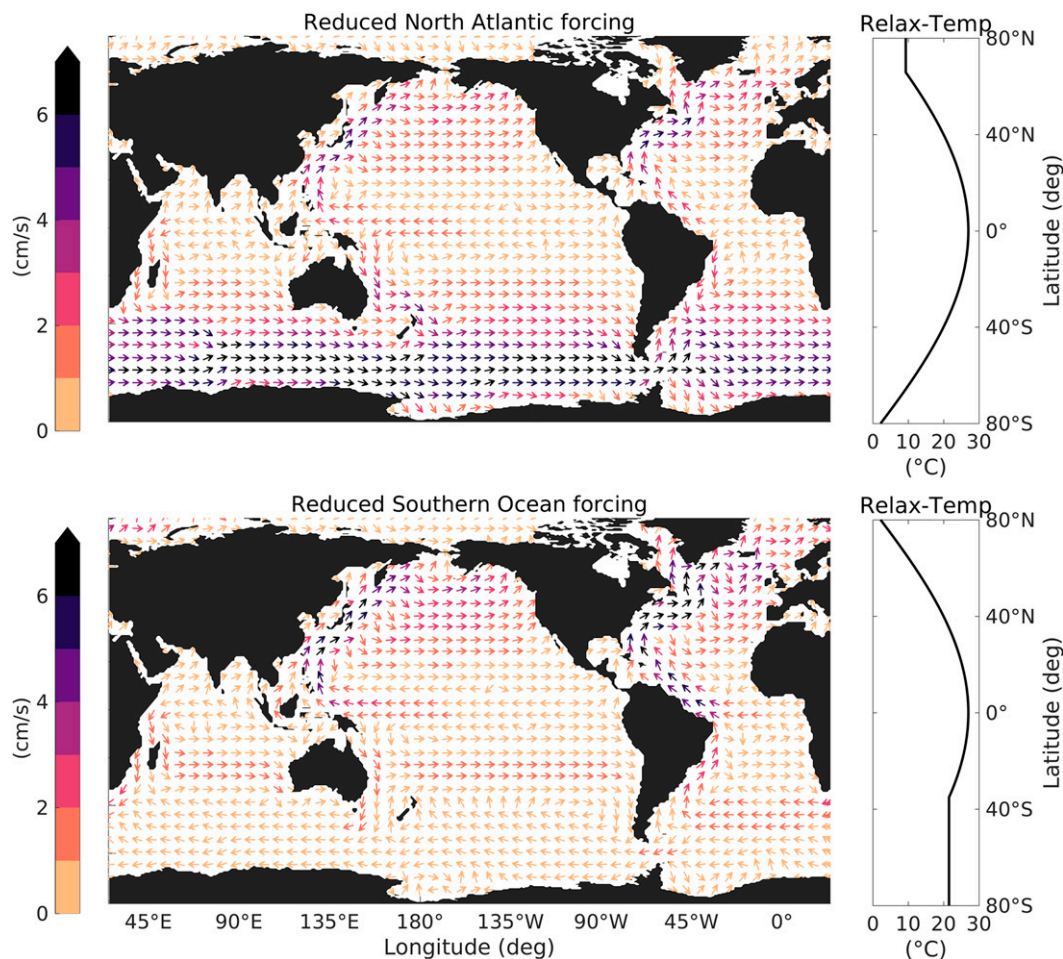 Reduced North Atlantic forcing
Relax-Temp
6
4
2
0
(cm/s)
80°N
40°N
0°
40°S
80°S
Latitude (deg)
0 10 20 30
(°C)
Reduced Southern Ocean forcing
Relax-Temp
6
4
2
0
(cm/s)
80°N
40°N
0°
40°S
80°S
Latitude (deg)
0 10 20 30
(°C)
45°E 90°E 135°E 180° 135°W 90°W 45°W 0°
Longitude (deg)